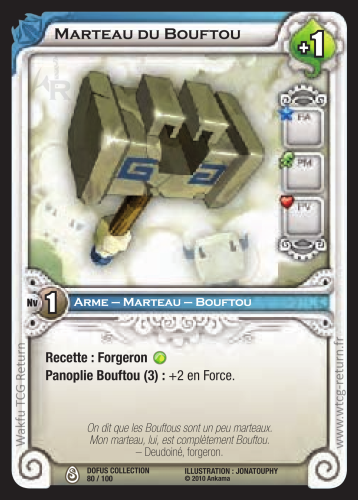 Marteau du Bouftou
+1
PA
PM
PV
Nv 1
Arme – Marteau – Bouftou
Recette : Forgeron
Panoplie Bouftou (3) : +2 en Force.
On dit que les Bouftous sont un peu marteaux.
Mon marteau, lui, est complètement Bouftou.
– Deudoiné, forgeron.
DOFUS COLLECTION
80 / 100
ILLUSTRATION : JONATOUPHY
© 2010 Ankama
Wakfu TCG Return
www.wtcg-return.fr